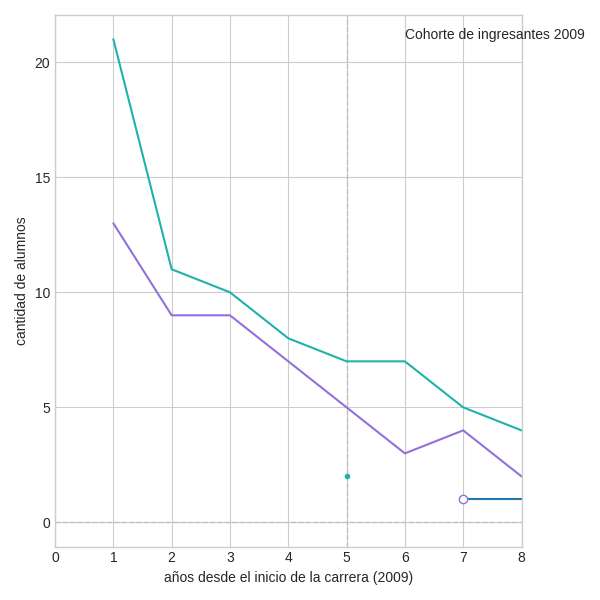 Cohorte de ingresantes 2009
20
15
10
5
0
cantidad de alumnos
0 1 2 3 4 5 6 7 8
años desde el inicio de la carrera (2009)